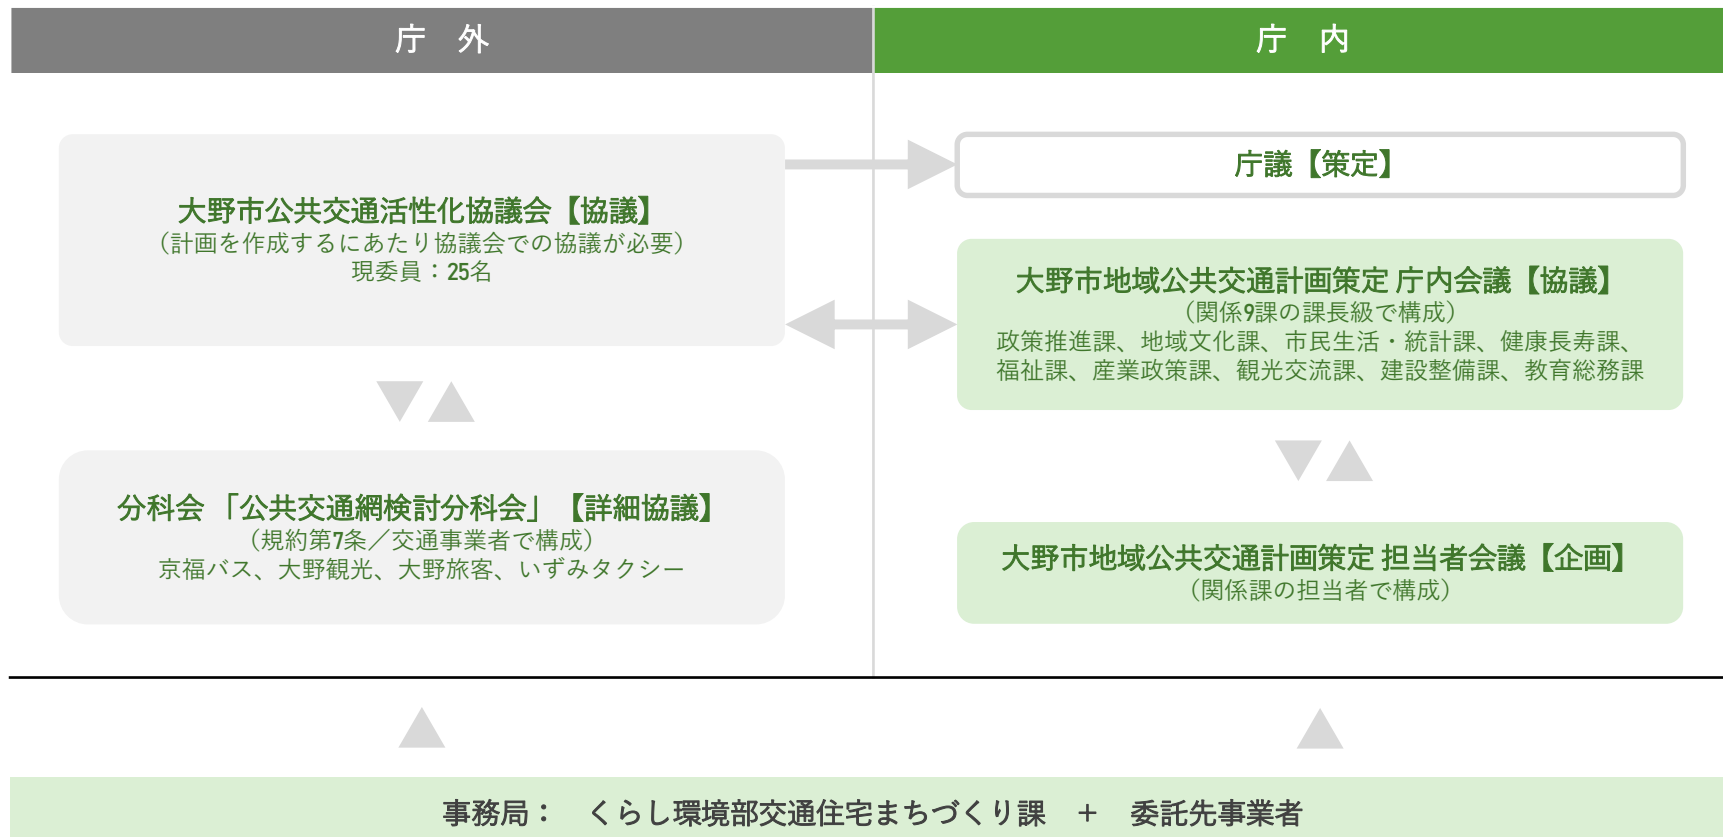 庁　外
庁　内
大野市公共交通活性化協議会【協議】
（計画を作成するにあたり協議会での協議が必要）
現委員：25名
分科会「公共交通網検討分科会」【詳細協議】
（規約第7条／交通事業者で構成）
京福バス、大野観光、大野旅客、いずみタクシー
庁議【策定】
大野市地域公共交通計画策定 庁内会議【協議】
（関係9課の課長級で構成）
政策推進課、地域文化課、市民生活・統計課、健康長寿課、
福祉課、産業政策課、観光交流課、建設整備課、教育総務課
大野市地域公共交通計画策定 担当者会議【企画】
（関係課の担当者で構成）
事務局：　くらし環境部交通住宅まちづくり課　＋　委託先事業者